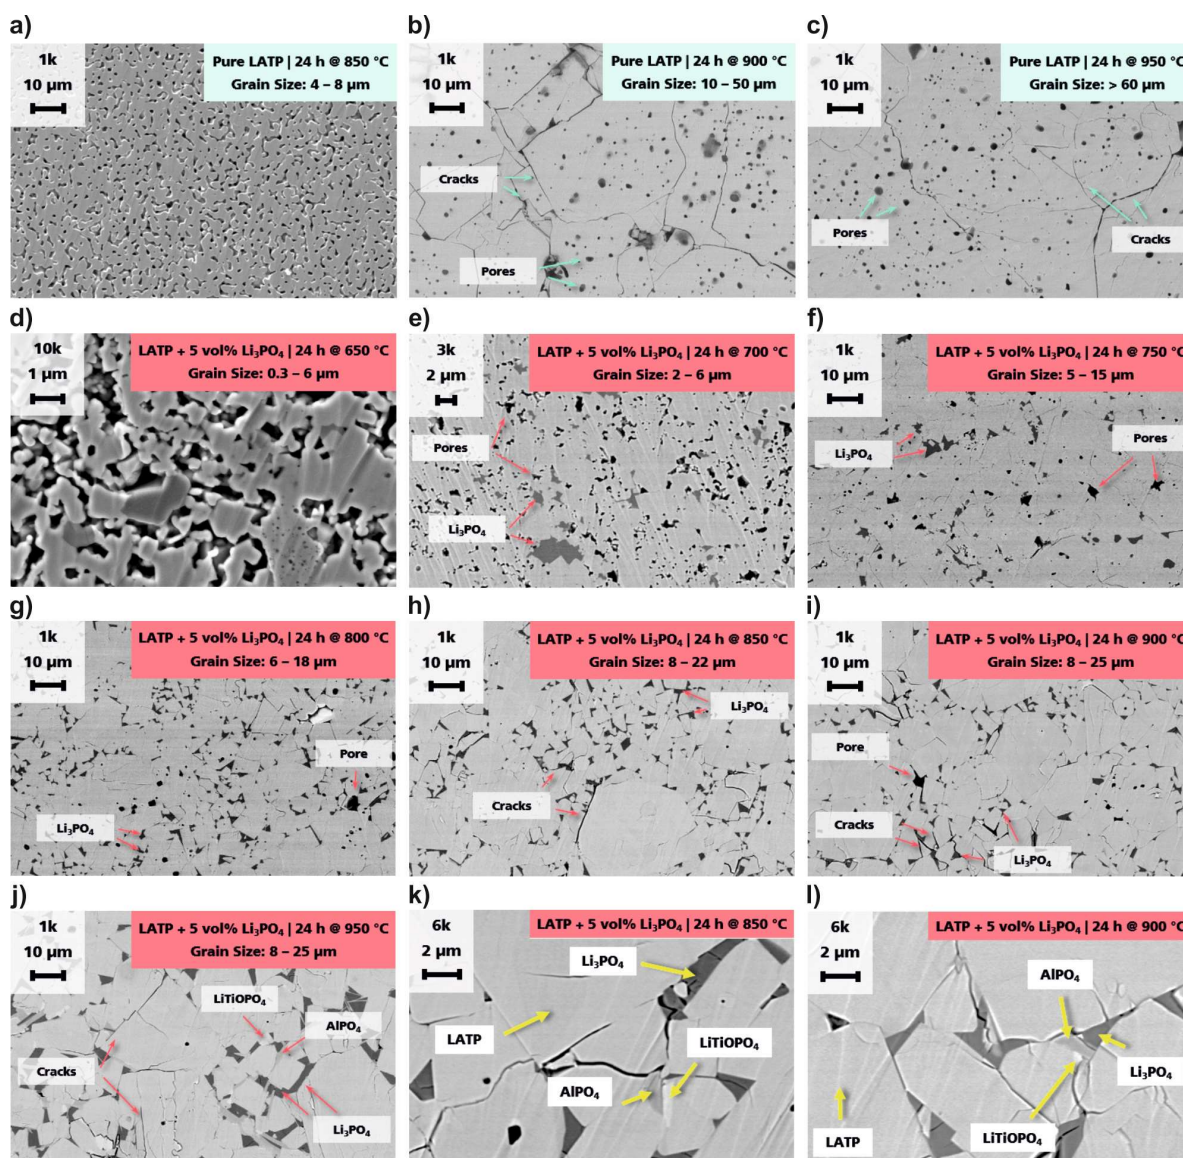 a)
1k
10 µm
Pure LATP | 24 h @ 850 °C
Grain Size: 4 – 8 µm
b)
1k
10 µm
Pure LATP | 24 h @ 900 °C
Grain Size: 10 – 50 µm
Cracks
Pores
c)
1k
10 µm
Pure LATP | 24 h @ 950 °C
Grain Size: > 60 µm
Pores
Cracks
d)
10k
1 µm
LATP + 5 vol% Li₃PO₄ | 24 h @ 650 °C
Grain Size: 0.3 – 6 µm
e)
3k
2 µm
LATP + 5 vol% Li₃PO₄ | 24 h @ 700 °C
Grain Size: 2 – 6 µm
Pores
Li₃PO₄
f)
1k
10 µm
LATP + 5 vol% Li₃PO₄ | 24 h @ 750 °C
Grain Size: 5 – 15 µm
Li₃PO₄
Pores
g)
1k
10 µm
LATP + 5 vol% Li₃PO₄ | 24 h @ 800 °C
Grain Size: 6 – 18 µm
Pore
Li₃PO₄
h)
1k
10 µm
LATP + 5 vol% Li₃PO₄ | 24 h @ 850 °C
Grain Size: 8 – 22 µm
Li₃PO₄
Cracks
i)
1k
10 µm
LATP + 5 vol% Li₃PO₄ | 24 h @ 900 °C
Grain Size: 8 – 25 µm
Pore
Cracks
Li₃PO₄
j)
1k
10 µm
LATP + 5 vol% Li₃PO₄ | 24 h @ 950 °C
Grain Size: 8 – 25 µm
LiTiOPO₄
AlPO₄
Cracks
Li₃PO₄
k)
6k
2 µm
LATP + 5 vol% Li₃PO₄ | 24 h @ 850 °C
Li₃PO₄
LATP
LiTiOPO₄
AlPO₄
l)
6k
2 µm
LATP + 5 vol% Li₃PO₄ | 24 h @ 900 °C
AlPO₄
Li₃PO₄
LATP
LiTiOPO₄